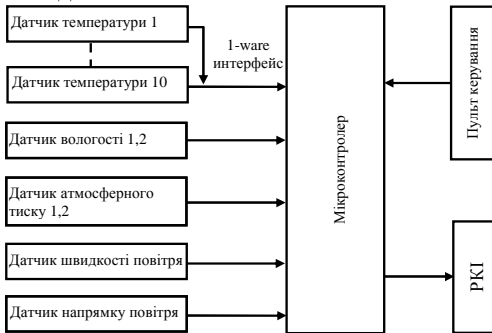 Датчик температури 1
1-ware
интерфейс
Датчик температури 10
Датчик вологості 1,2
Датчик атмосферного
тиску 1,2
Датчик швидкості повітря
Датчик напрямку повітря
Мікроконтролер
Пульт керування
РКІ